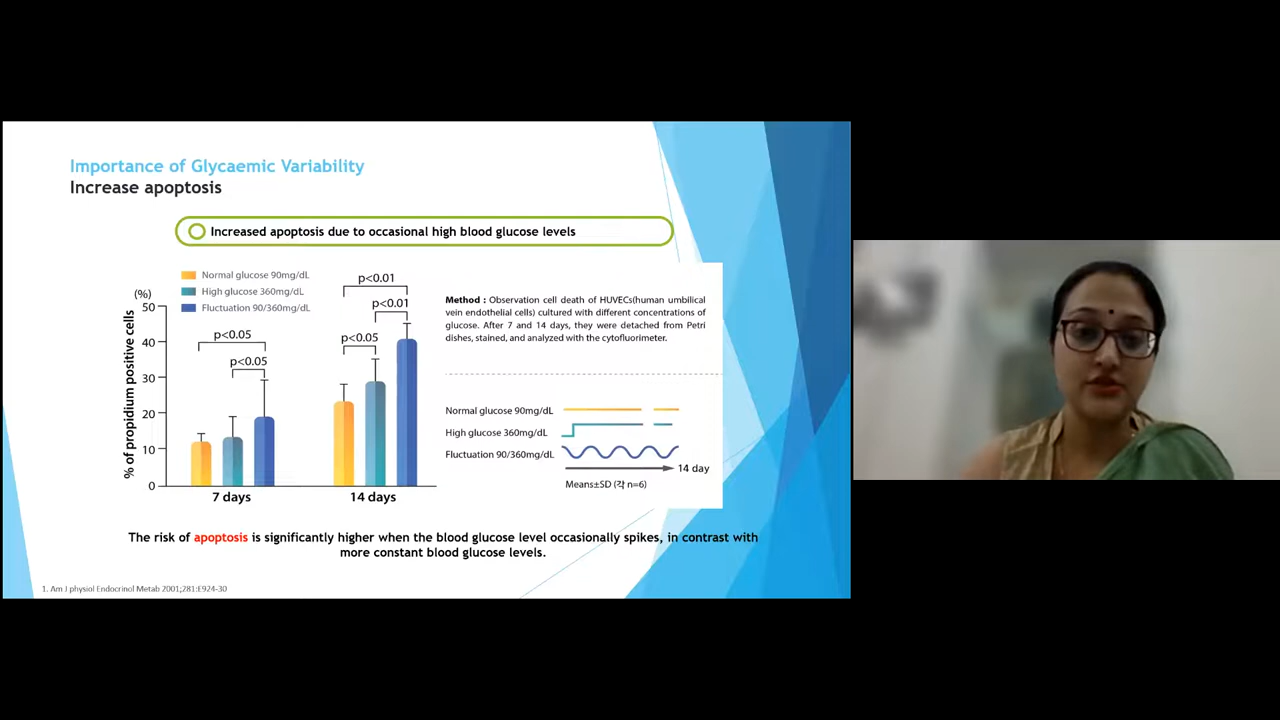 Importance of Glycaemic Variability
Increase apoptosis
Increased apoptosis due to occasional high blood glucose levels
Normal glucose 90mg/dL
High glucose 360mg/dL
Fluctuation 90/360mg/dL
(%)
% of propidium positive cells
50
40
30
20
10
0
p<0.05
p<0.05
p<0.01
p<0.01
p<0.05
7 days
14 days
Method : Observation cell death of HUVECs(human umbilical
vein endothelial cells) cultured with different concentrations of
glucose. After 7 and 14 days, they were detached from Petri
dishes, stained, and analyzed with the cytofluorimeter.
Normal glucose 90mg/dL
High glucose 360mg/dL
Fluctuation 90/360mg/dL
14 day
Means±SD (각 n=6)
The risk of apoptosis is significantly higher when the blood glucose level occasionally spikes, in contrast with
more constant blood glucose levels.
1. Am J physiol Endocrinol Metab 2001;281:E924-30